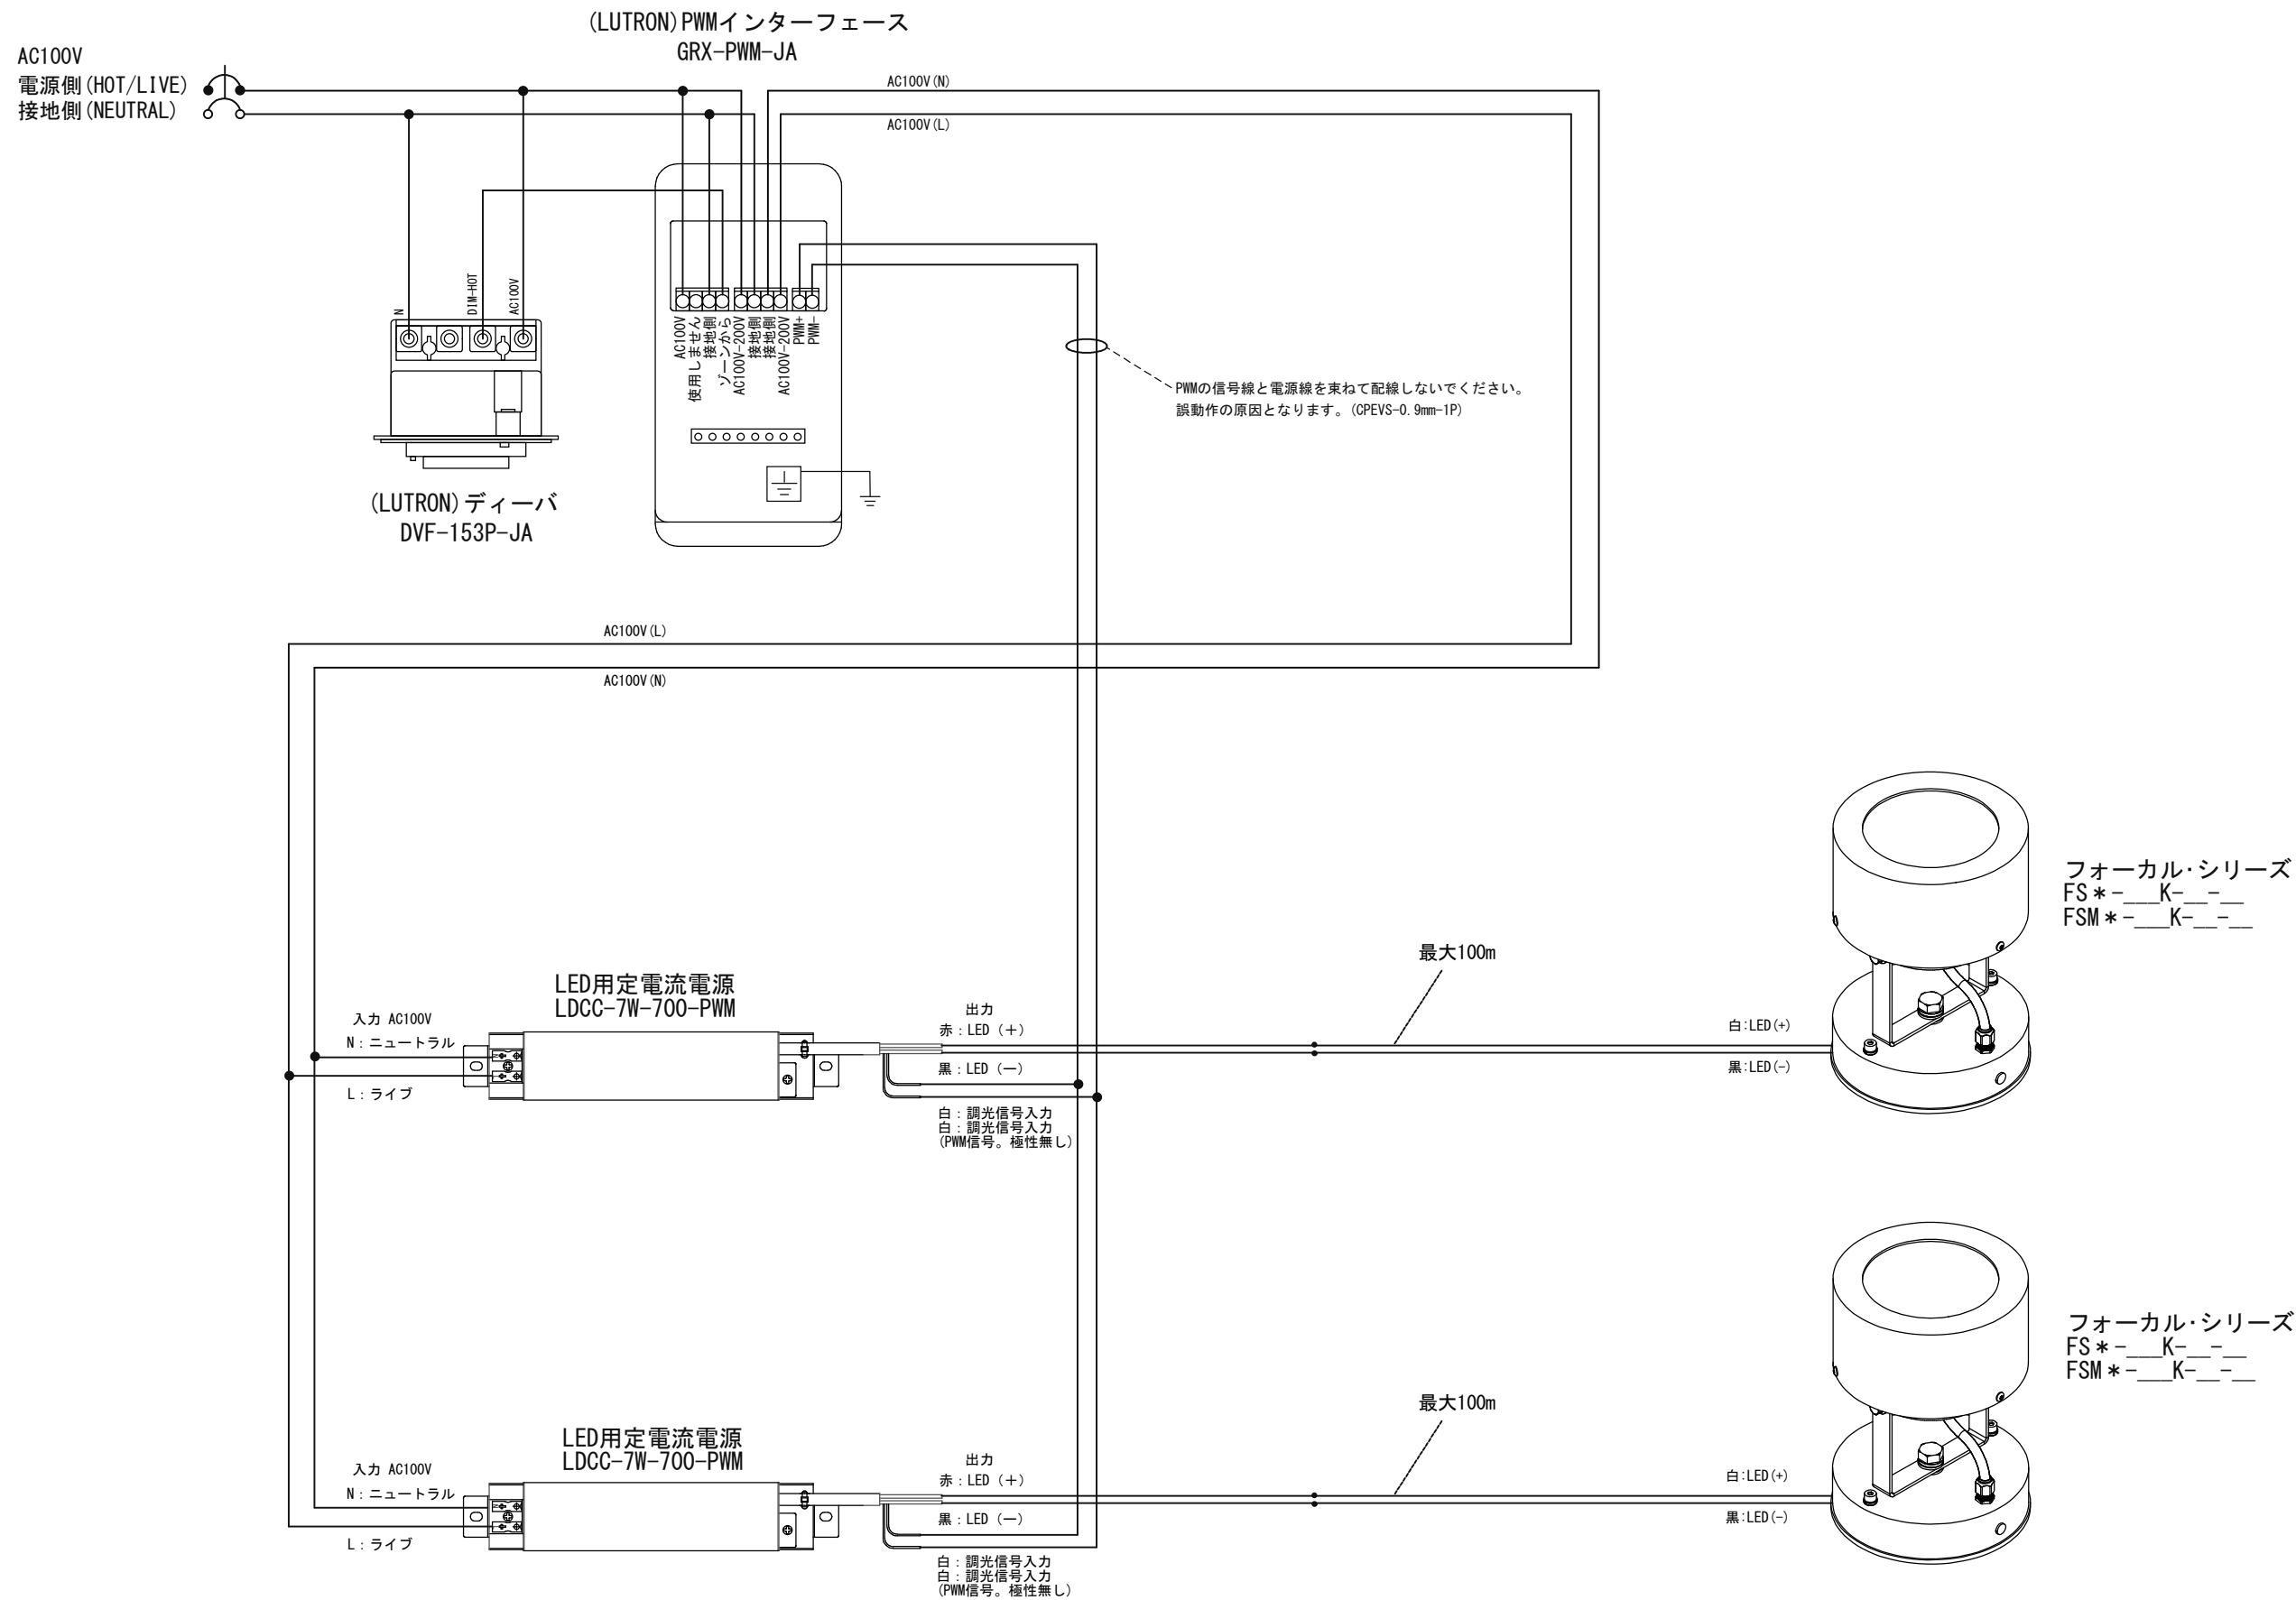 (LUTRON)PWMインターフェース
GRX-PWM-JA
AC100V
電源側(HOT/LIVE)
接地側(NEUTRAL)
AC100V(N)
AC100V(L)
N
DIM-HOT
AC100V
AC100V
使用しません
接地側
ゾーンから
AC100V-200V
接地側
接地側
AC100V-200V
PWM+
PWM-
PWMの信号線と電源線を束ねて配線しないでください。
誤動作の原因となります。(CPEVS-0.9mm-1P)
(LUTRON)ディーバ
DVF-153P-JA
AC100V(L)
AC100V(N)
フォーカル・シリーズ
FS*-___K-__-__
FSM*-___K-__-__
最大100m
LED用定電流電源
LDCC-7W-700-PWM
入力 AC100V
N:ニュートラル
L:ライブ
出力
赤:LED(+)
黒:LED(ー)
白:調光信号入力
白:調光信号入力
(PWM信号。極性無し)
白:LED(+)
黒:LED(-)
フォーカル・シリーズ
FS*-___K-__-__
FSM*-___K-__-__
最大100m
LED用定電流電源
LDCC-7W-700-PWM
入力 AC100V
N:ニュートラル
L:ライブ
出力
赤:LED(+)
黒:LED(ー)
白:調光信号入力
白:調光信号入力
(PWM信号。極性無し)
白:LED(+)
黒:LED(-)